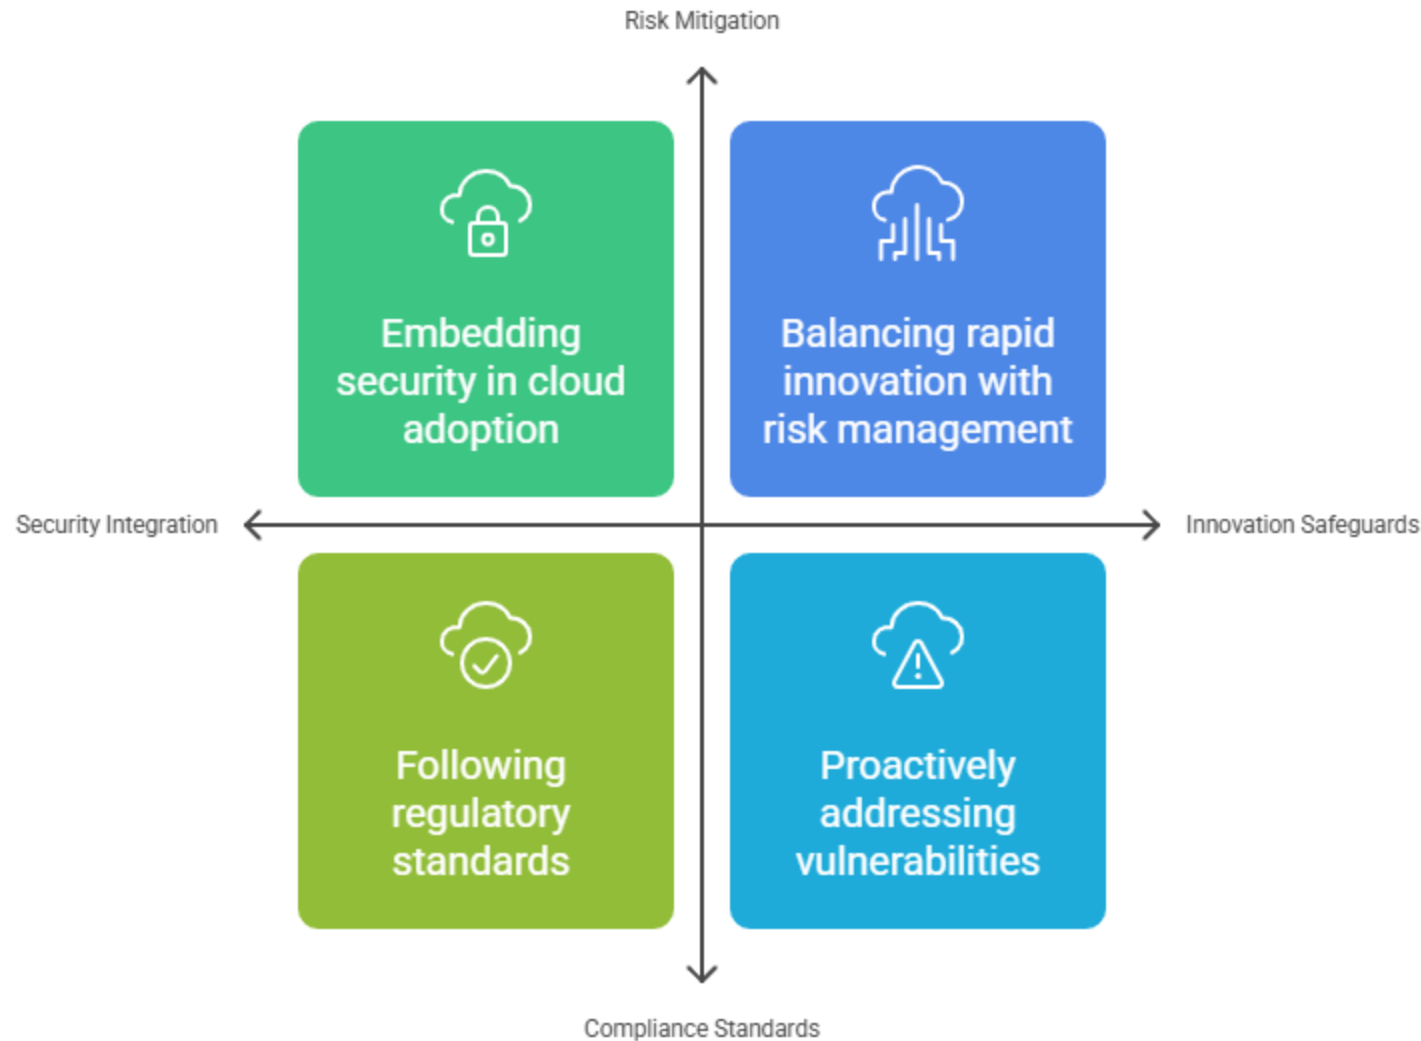 Risk Mitigation
Embedding
security in cloud
adoption
Balancing rapid
innovation with
risk management
Security Integration
Innovation Safeguards
Following
regulatory
standards
Proactively
addressing
vulnerabilities
Compliance Standards